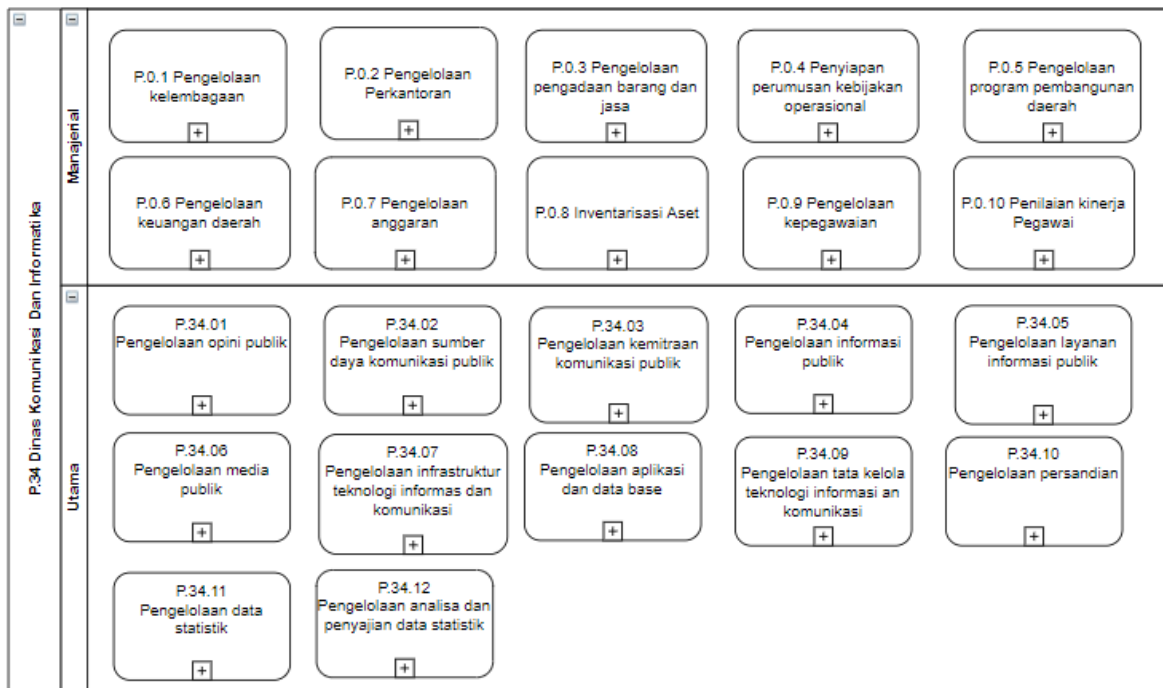 P.34 Dinas Komunikasi Dan Informatika
Manajerial
P.0.1 Pengelolaan
kelembagaan
P.0.2 Pengelolaan
Perkantoran
P.0.3 Pengelolaan
pengadaan barang dan
jasa
P.0.4 Penyiapan
perumusan kebijakan
operasional
P.0.5 Pengelolaan
program pembangunan
daerah
P.0.6 Pengelolaan
keuangan daerah
P.0.7 Pengelolaan
anggaran
P.0.8 Inventarisasi Aset
P.0.9 Pengelolaan
kepegawaian
P.0.10 Penilaian kinerja
Pegawai
Utama
P.34.01
Pengelolaan opini publik
P.34.02
Pengelolaan sumber
daya komunikasi publik
P.34.03
Pengelolaan kemitraan
komunikasi publik
P.34.04
Pengelolaan informasi
publik
P.34.05
Pengelolaan layanan
informasi publik
P.34.06
Pengelolaan media
publik
P.34.07
Pengelolaan infrastruktur
teknologi informas dan
komunikasi
P.34.08
Pengelolaan aplikasi
dan data base
P.34.09
Pengelolaan tata kelola
teknologi informasi an
komunikasi
P.34.10
Pengelolaan persandian
P.34.11
Pengelolaan data
statistik
P.34.12
Pengelolaan analisa dan
penyajian data statistik